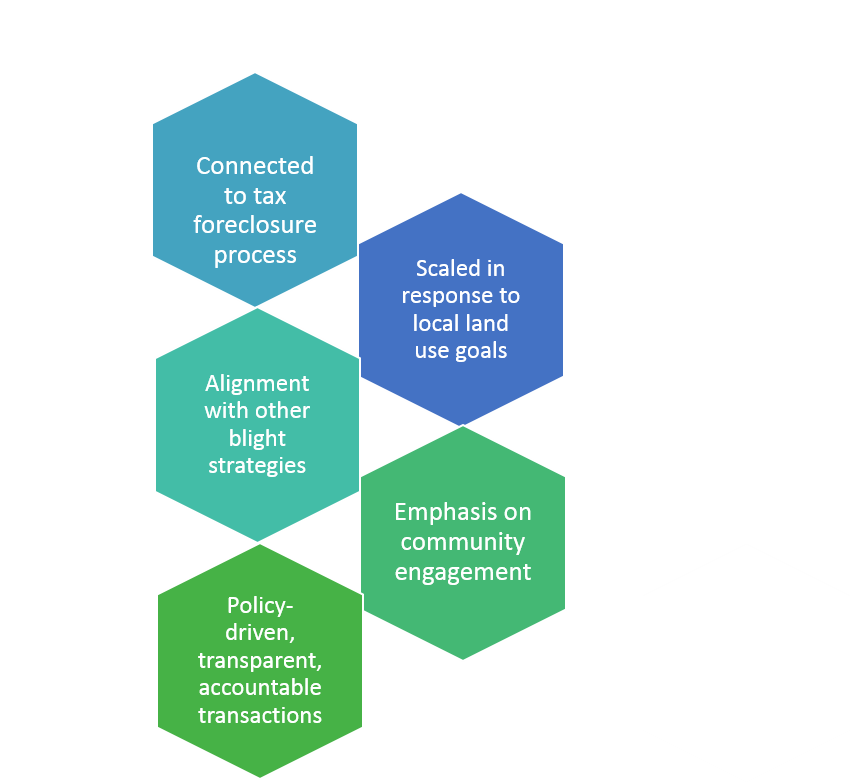 Connected
to tax
foreclosure
process
Scaled in
response to
local land
use goals
Alignment
with other
blight
strategies
Emphasis on
community
engagement
Policy-
driven,
transparent,
accountable
transactions